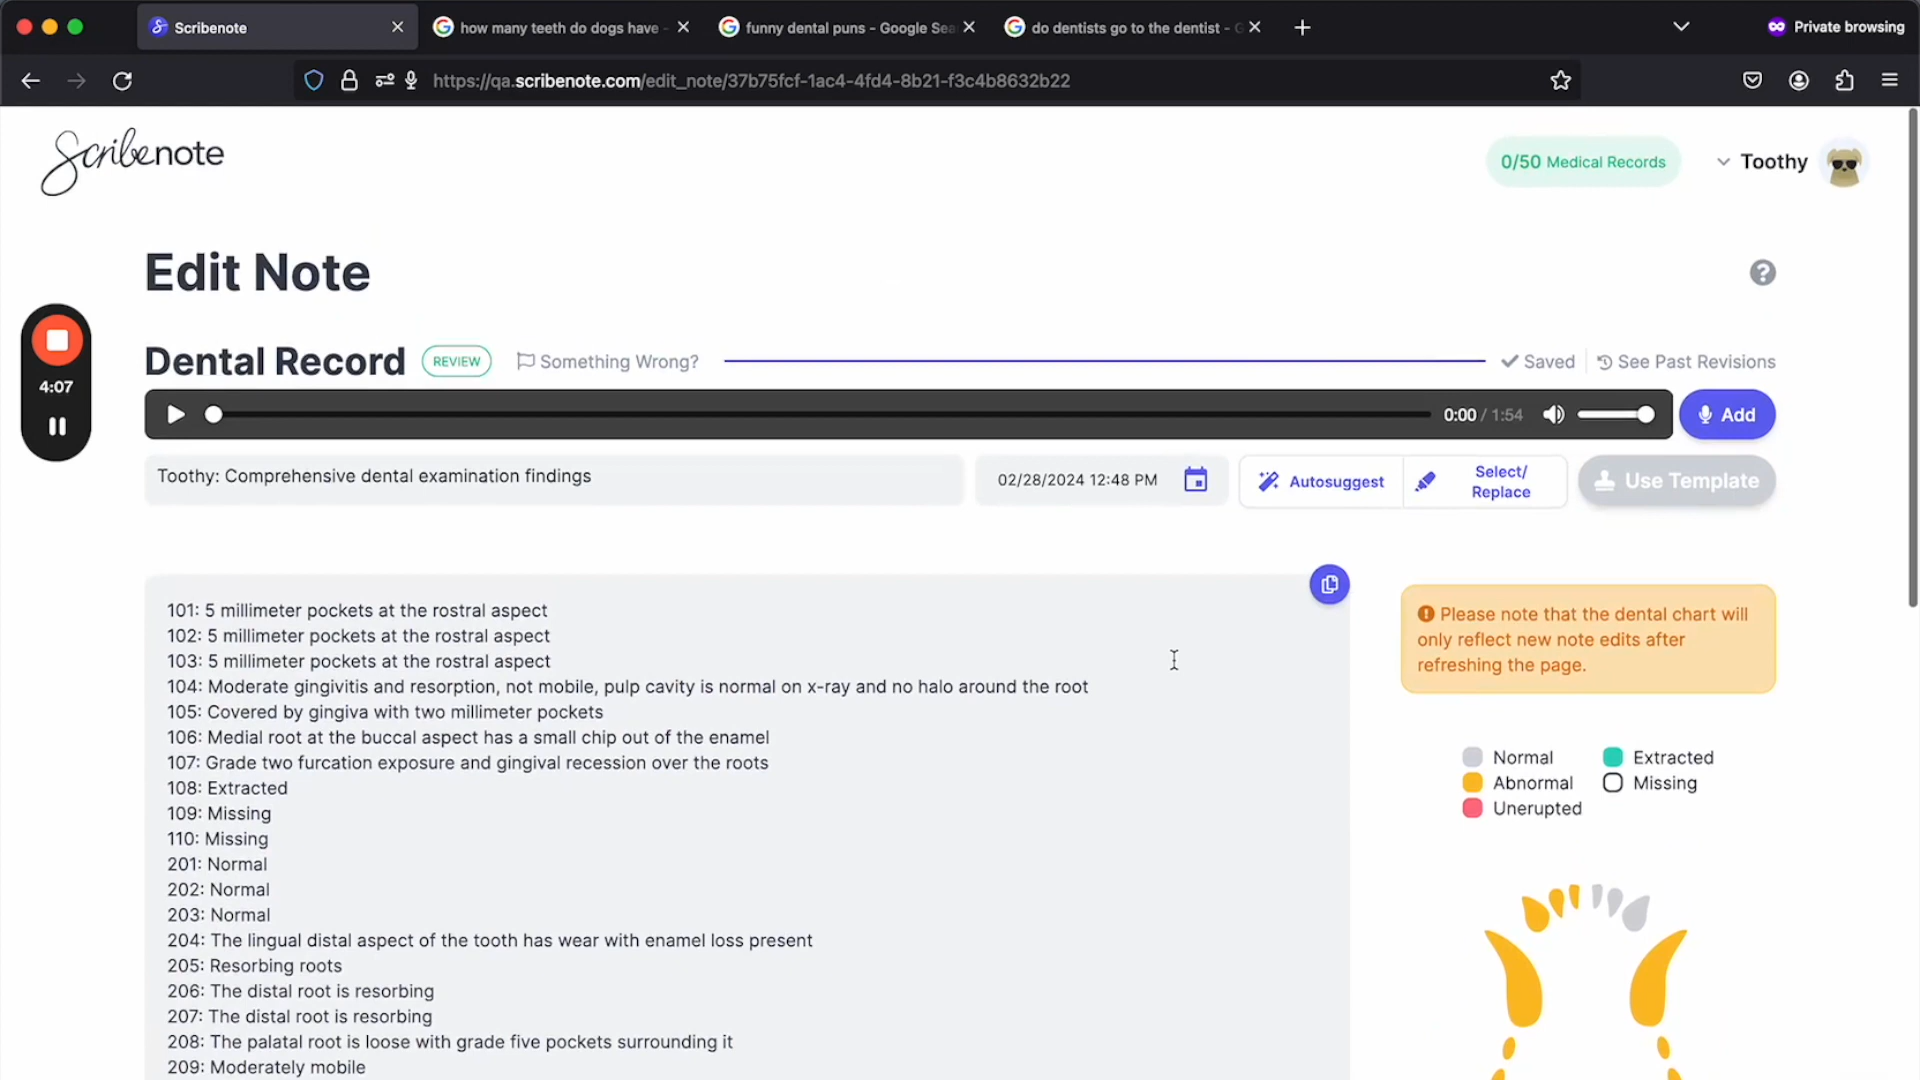 Scribenote
how many teeth do dogs have -
funny dental puns - Google Sea
do dentists go to the dentist - G
Private browsing
https://qa.scribenote.com/edit_note/37b75fcf-1ac4-4fd4-8b21-f3c4b8632b22
Scribenote
0/50 Medical Records
Toothy
Edit Note
4:07
Dental Record
REVIEW
Something Wrong?
Saved
See Past Revisions
0:00 / 1:54
Add
Toothy: Comprehensive dental examination findings
02/28/2024 12:48 PM
Autosuggest
Select/
Replace
Use Template
101: 5 millimeter pockets at the rostral aspect
102: 5 millimeter pockets at the rostral aspect
103: 5 millimeter pockets at the rostral aspect
104: Moderate gingivitis and resorption, not mobile, pulp cavity is normal on x-ray and no halo around the root
105: Covered by gingiva with two millimeter pockets
106: Medial root at the buccal aspect has a small chip out of the enamel
107: Grade two furcation exposure and gingival recession over the roots
108: Extracted
109: Missing
110: Missing
201: Normal
202: Normal
203: Normal
204: The lingual distal aspect of the tooth has wear with enamel loss present
205: Resorbing roots
206: The distal root is resorbing
207: The distal root is resorbing
208: The palatal root is loose with grade five pockets surrounding it
209: Moderately mobile
Please note that the dental chart will
only reflect new note edits after
refreshing the page.
Normal
Extracted
Abnormal
Missing
Unerupted